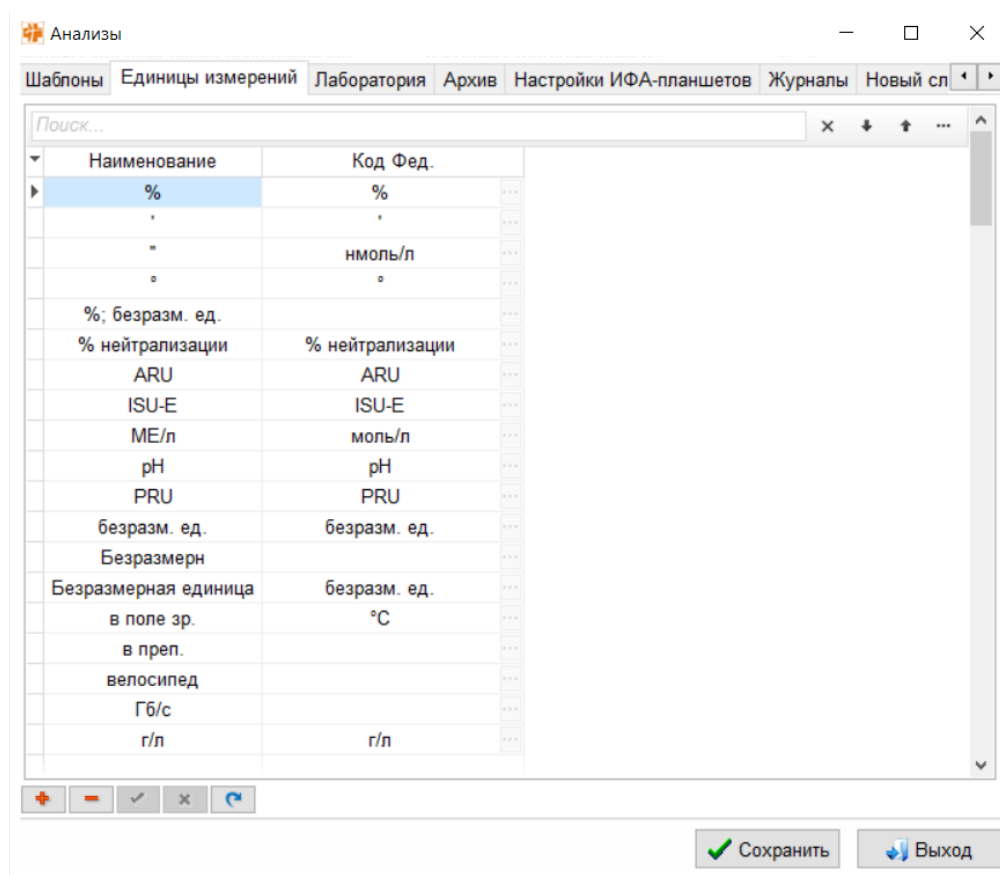 Анализы
Шаблоны Единицы измерений Лаборатория Архив Настройки ИФА-планшетов Журналы Новый сл
Поиск...
Наименование Код Фед.
% %
' '
" нмоль/л
° °
%; безразм. ед.
% нейтрализации % нейтрализации
ARU ARU
ISU-E ISU-E
МЕ/л моль/л
pH pH
PRU PRU
безразм. ед. безразм. ед.
Безразмерн
Безразмерная единица безразм. ед.
в поле зр. °C
в преп.
велосипед
Гб/с
г/л г/л
Сохранить Выход